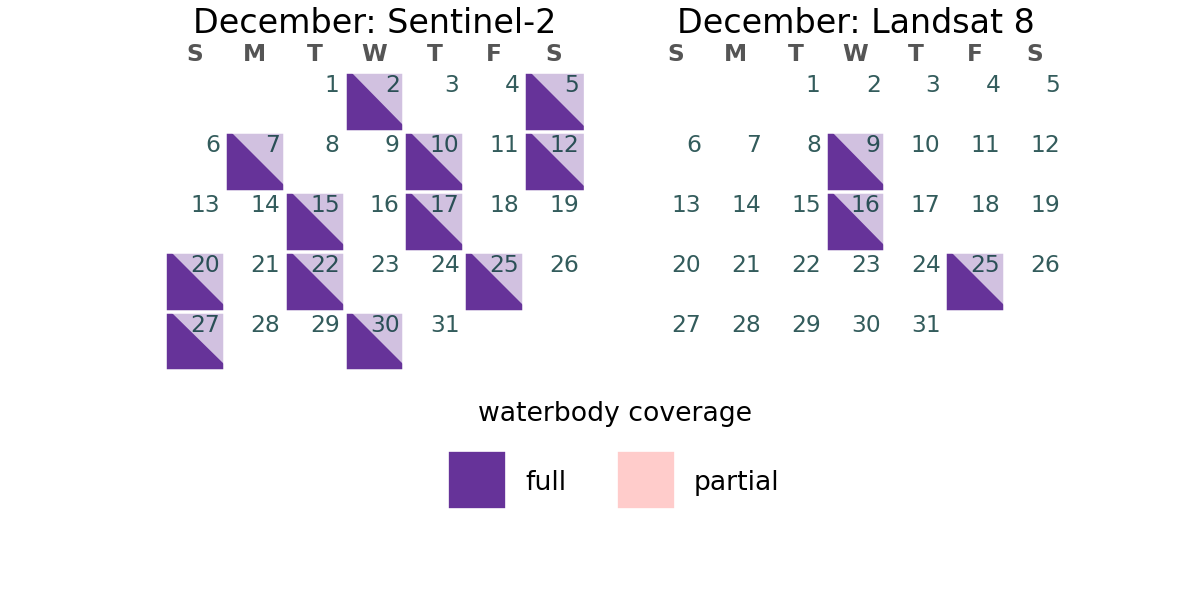 December: Sentinel-2
S M T W T F S
1 2 3 4 5
6 7 8 9 10 11 12
13 14 15 16 17 18 19
20 21 22 23 24 25 26
27 28 29 30 31
December: Landsat 8
S M T W T F S
1 2 3 4 5
6 7 8 9 10 11 12
13 14 15 16 17 18 19
20 21 22 23 24 25 26
27 28 29 30 31
waterbody coverage
full
partial